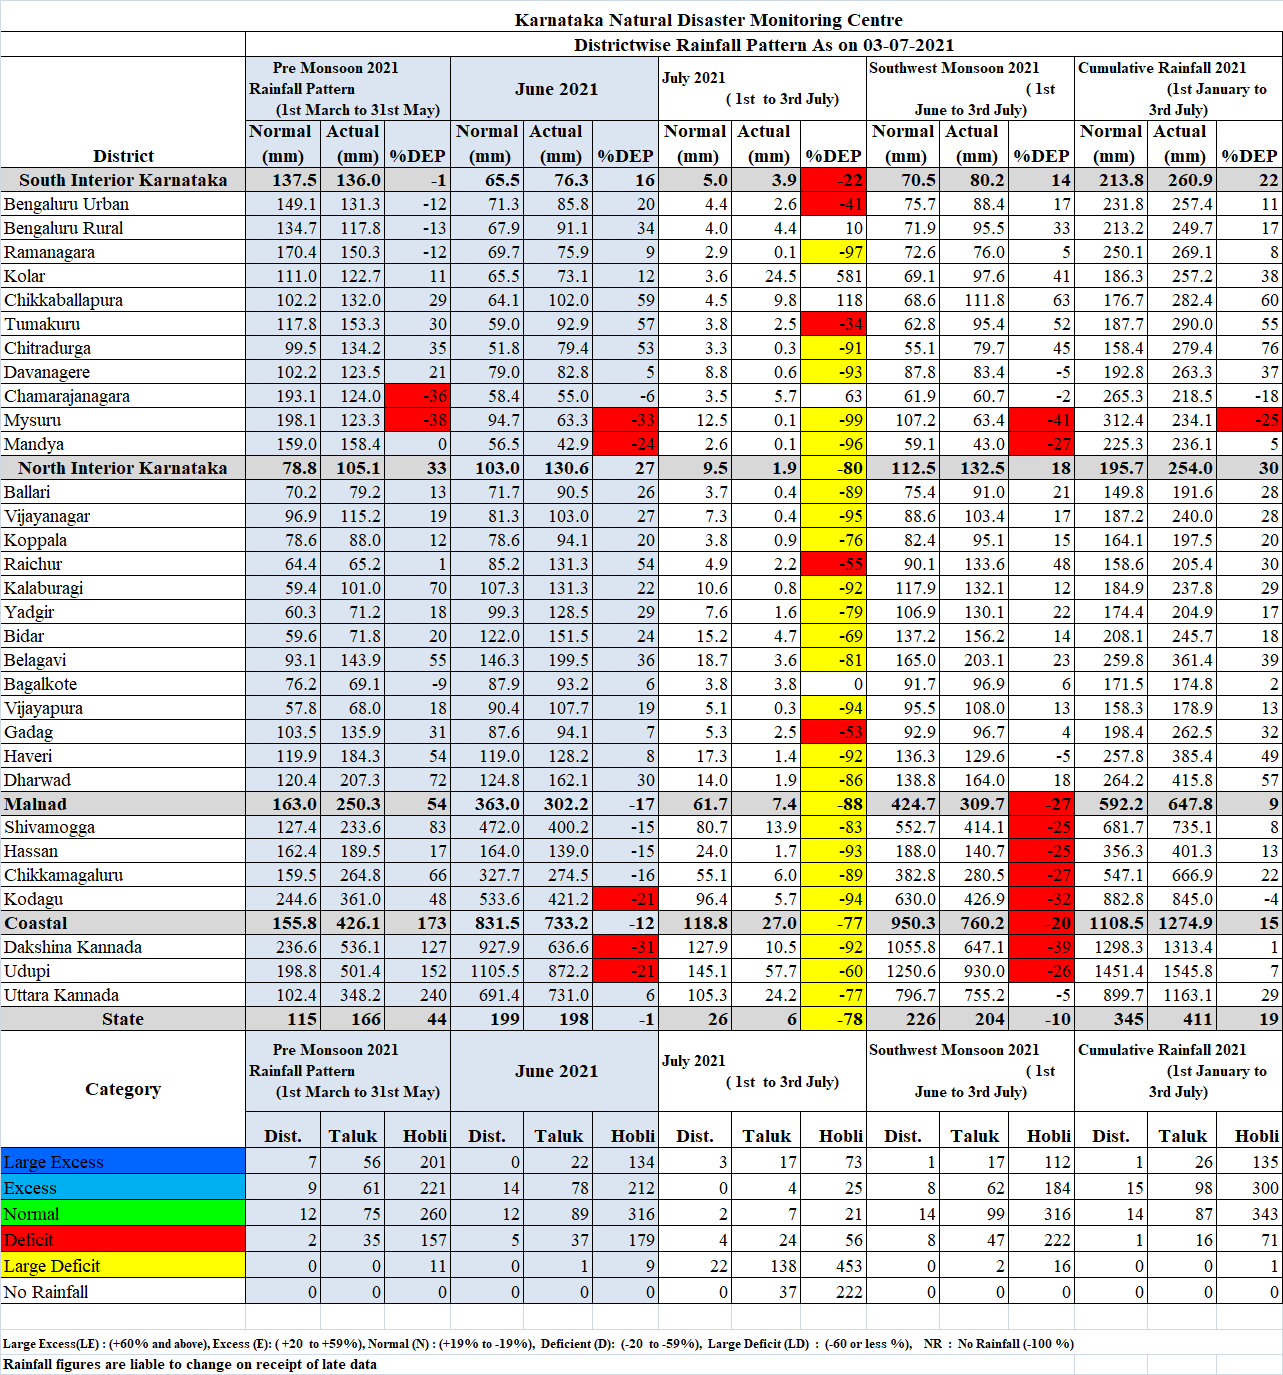 Karnataka Natural Disaster Monitoring Centre
Districtwise Rainfall Pattern As on 03-07-2021
District
Pre Monsoon 2021 Rainfall Pattern (1st March to 31st May)
June 2021
July 2021 ( 1st to 3rd July)
Southwest Monsoon 2021 ( 1st June to 3rd July)
Cumulative Rainfall 2021 (1st January to 3rd July)
Normal (mm) Actual (mm) %DEP Normal (mm) Actual (mm) %DEP Normal (mm) Actual (mm) %DEP Normal (mm) Actual (mm) %DEP Normal (mm) Actual (mm) %DEP
South Interior Karnataka 137.5 136.0 -1 65.5 76.3 16 5.0 3.9 -22 70.5 80.2 14 213.8 260.9 22
Bengaluru Urban 149.1 131.3 -12 71.3 85.8 20 4.4 2.6 -41 75.7 88.4 17 231.8 257.4 11
Bengaluru Rural 134.7 117.8 -13 67.9 91.1 34 4.0 4.4 10 71.9 95.5 33 213.2 249.7 17
Ramanagara 170.4 150.3 -12 69.7 75.9 9 2.9 0.1 -97 72.6 76.0 5 250.1 269.1 8
Kolar 111.0 122.7 11 65.5 73.1 12 3.6 24.5 581 69.1 97.6 41 186.3 257.2 38
Chikkaballapura 102.2 132.0 29 64.1 102.0 59 4.5 9.8 118 68.6 111.8 63 176.7 282.4 60
Tumakuru 117.8 153.3 30 59.0 92.9 57 3.8 2.5 -34 62.8 95.4 52 187.7 290.0 55
Chitradurga 99.5 134.2 35 51.8 79.4 53 3.3 0.3 -91 55.1 79.7 45 158.4 279.4 76
Davanagere 102.2 123.5 21 79.0 82.8 5 8.8 0.6 -93 87.8 83.4 -5 192.8 263.3 37
Chamarajanagara 193.1 124.0 -36 58.4 55.0 -6 3.5 5.7 63 61.9 60.7 -2 265.3 218.5 -18
Mysuru 198.1 123.3 -38 94.7 63.3 -33 12.5 0.1 -99 107.2 63.4 -41 312.4 234.1 -25
Mandya 159.0 158.4 0 56.5 42.9 -24 2.6 0.1 -96 59.1 43.0 -27 225.3 236.1 5
North Interior Karnataka 78.8 105.1 33 103.0 130.6 27 9.5 1.9 -80 112.5 132.5 18 195.7 254.0 30
Ballari 70.2 79.2 13 71.7 90.5 26 3.7 0.4 -89 75.4 91.0 21 149.8 191.6 28
Vijayanagar 96.9 115.2 19 81.3 103.0 27 7.3 0.4 -95 88.6 103.4 17 187.2 240.0 28
Koppala 78.6 88.0 12 78.6 94.1 20 3.8 0.9 -76 82.4 95.1 15 164.1 197.5 20
Raichur 64.4 65.2 1 85.2 131.3 54 4.9 2.2 -55 90.1 133.6 48 158.6 205.4 30
Kalaburagi 59.4 101.0 70 107.3 131.3 22 10.6 0.8 -92 117.9 132.1 12 184.9 237.8 29
Yadgir 60.3 71.2 18 99.3 128.5 29 7.6 1.6 -79 106.9 130.1 22 174.4 204.9 17
Bidar 59.6 71.8 20 122.0 151.5 24 15.2 4.7 -69 137.2 156.2 14 208.1 245.7 18
Belagavi 93.1 143.9 55 146.3 199.5 36 18.7 3.6 -81 165.0 203.1 23 259.8 361.4 39
Bagalkote 76.2 69.1 -9 87.9 93.2 6 3.8 3.8 0 91.7 96.9 6 171.5 174.8 2
Vijayapura 57.8 68.0 18 90.4 107.7 19 5.1 0.3 -94 95.5 108.0 13 158.3 178.9 13
Gadag 103.5 135.9 31 87.6 94.1 7 5.3 2.5 -53 92.9 96.7 4 198.4 262.5 32
Haveri 119.9 184.3 54 119.0 128.2 8 17.3 1.4 -92 136.3 129.6 -5 257.8 385.4 49
Dharwad 120.4 207.3 72 124.8 162.1 30 14.0 1.9 -86 138.8 164.0 18 264.2 415.8 57
Malnad 163.0 250.3 54 363.0 302.2 -17 61.7 7.4 -88 424.7 309.7 -27 592.2 647.8 9
Shivamogga 127.4 233.6 83 472.0 400.2 -15 80.7 13.9 -83 552.7 414.1 -25 681.7 735.1 8
Hassan 162.4 189.5 17 164.0 139.0 -15 24.0 1.7 -93 188.0 140.7 -25 356.3 401.3 13
Chikkamagaluru 159.5 264.8 66 327.7 274.5 -16 55.1 6.0 -89 382.8 280.5 -27 547.1 666.9 22
Kodagu 244.6 361.0 48 533.6 421.2 -21 96.4 5.7 -94 630.0 426.9 -32 882.8 845.0 -4
Coastal 155.8 426.1 173 831.5 733.2 -12 118.8 27.0 -77 950.3 760.2 -20 1108.5 1274.9 15
Dakshina Kannada 236.6 536.1 127 927.9 636.6 -31 127.9 10.5 -92 1055.8 647.1 -39 1298.3 1313.4 1
Udupi 198.8 501.4 152 1105.5 872.2 -21 145.1 57.7 -60 1250.6 930.0 -26 1451.4 1545.8 7
Uttara Kannada 102.4 348.2 240 691.4 731.0 6 105.3 24.2 -77 796.7 755.2 -5 899.7 1163.1 29
State 115 166 44 199 198 -1 26 6 -78 226 204 -10 345 411 19
Category
Pre Monsoon 2021 Rainfall Pattern (1st March to 31st May)
June 2021
July 2021 ( 1st to 3rd July)
Southwest Monsoon 2021 ( 1st June to 3rd July)
Cumulative Rainfall 2021 (1st January to 3rd July)
Dist. Taluk Hobli Dist. Taluk Hobli Dist. Taluk Hobli Dist. Taluk Hobli Dist. Taluk Hobli
Large Excess 7 56 201 0 22 134 3 17 73 1 17 112 1 26 135
Excess 9 61 221 14 78 212 0 4 25 8 62 184 15 98 300
Normal 12 75 260 12 89 316 2 7 21 14 99 316 14 87 343
Deficit 2 35 157 5 37 179 4 24 56 8 47 222 1 16 71
Large Deficit 0 0 11 0 1 9 22 138 453 0 2 16 0 0 1
No Rainfall 0 0 0 0 0 0 0 37 222 0 0 0 0 0 0
Large Excess(LE) : (+60% and above), Excess (E): ( +20 to +59%), Normal (N) : (+19% to -19%), Deficient (D): (-20 to -59%), Large Deficit (LD) : (-60 or less %), NR : No Rainfall (-100 %)
Rainfall figures are liable to change on receipt of late data